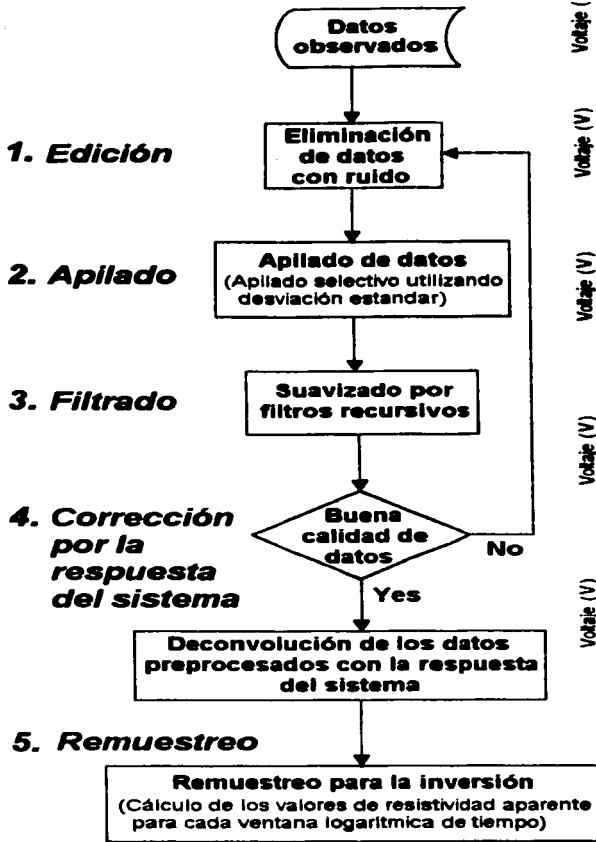 Datos
observados
1. Edición
Eliminación
de datos
con ruido
2. Apilado
Apilado de datos
(Apilado selectivo utilizando
desviación estandar)
3. Filtrado
Suavizado por
filtros recursivos
4. Corrección
por la
respuesta
del sistema
Buena
calidad de
datos
No
Yes
Deconvolución de los datos
preprocesados con la respuesta
del sistema
5. Remuestreo
Remuestreo para la inversión
(Cálculo de los valores de resistividad aparente
para cada ventana logaritmica de tiempo)
Voltaje (
Voltaje (V)
Voltaje (V)
Voltaje (V)
Voltaje (V)